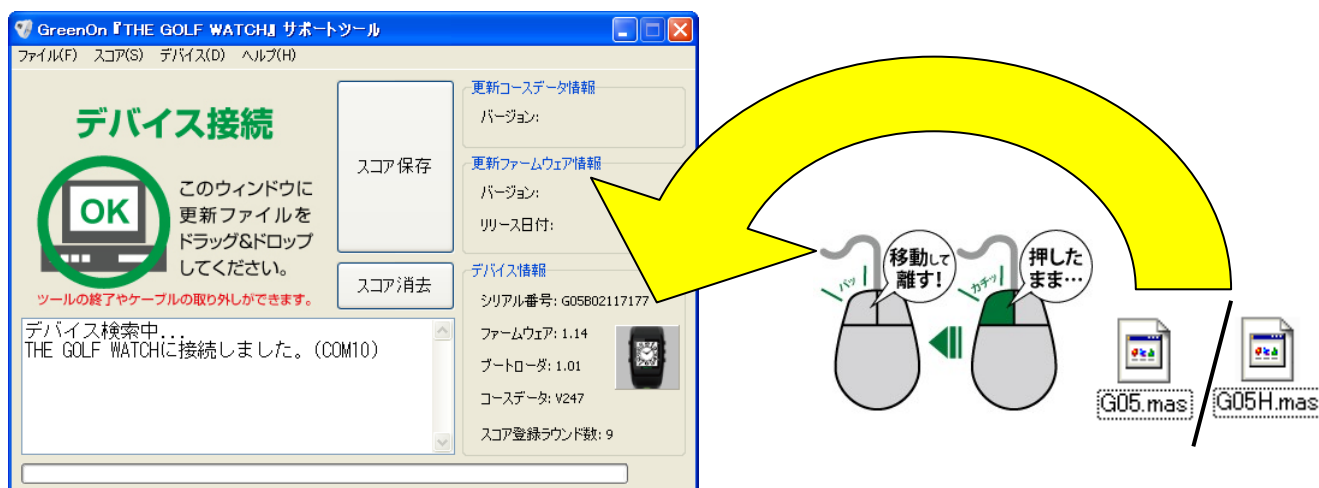 GreenOn『THE GOLF WATCH』サポートツール
ファイル(F) スコア(S) デバイス(D) ヘルプ(H)
デバイス接続
OK
このウィンドウに
更新ファイルを
ドラッグ&ドロップ
してください。
ツールの終了やケーブルの取り外しができます。
スコア保存
スコア消去
デバイス検索中...
THE GOLF WATCHに接続しました。(COM10)
更新コースデータ情報
バージョン:
更新ファームウェア情報
バージョン:
リリース日付:
デバイス情報
シリアル番号: G05B02117177
ファームウェア: 1.14
ブートローダ: 1.01
コースデータ: V247
スコア登録ラウンド数: 9
パッ
移動して
離す!
カチッ
押した
まま…
G05.mas
G05H.mas